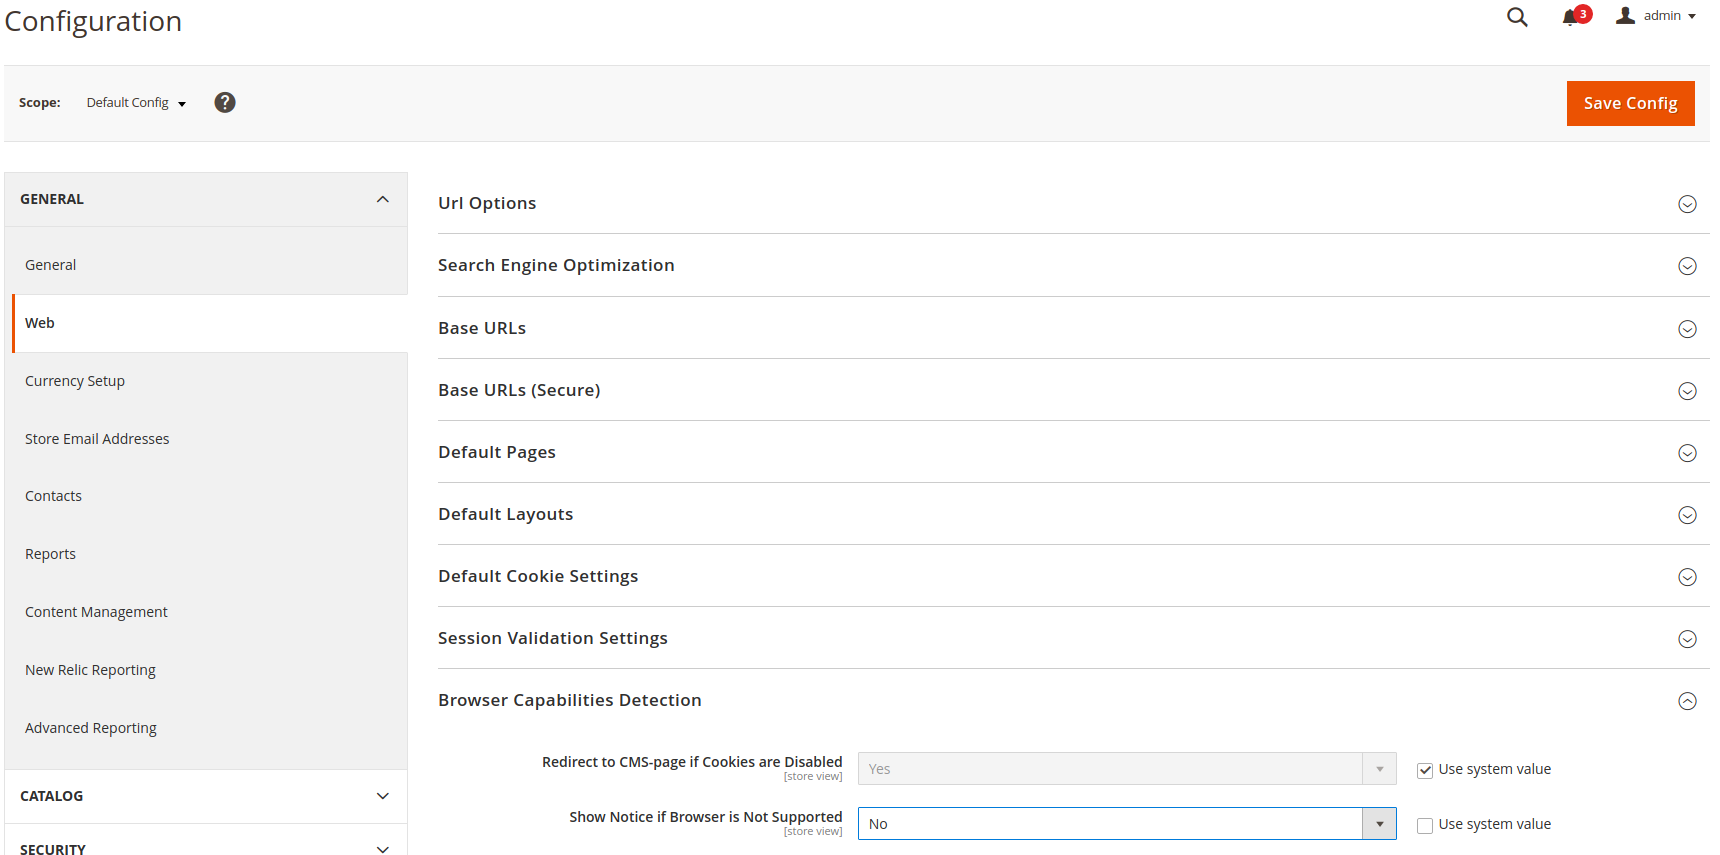 Configuration
3
admin
Scope:
Default Config
?
Save Config
GENERAL
General
Web
Currency Setup
Store Email Addresses
Contacts
Reports
Content Management
New Relic Reporting
Advanced Reporting
CATALOG
SECURITY
Url Options
Search Engine Optimization
Base URLs
Base URLs (Secure)
Default Pages
Default Layouts
Default Cookie Settings
Session Validation Settings
Browser Capabilities Detection
Redirect to CMS-page if Cookies are Disabled
[store view]
Yes
Use system value
Show Notice if Browser is Not Supported
[store view]
No
Use system value